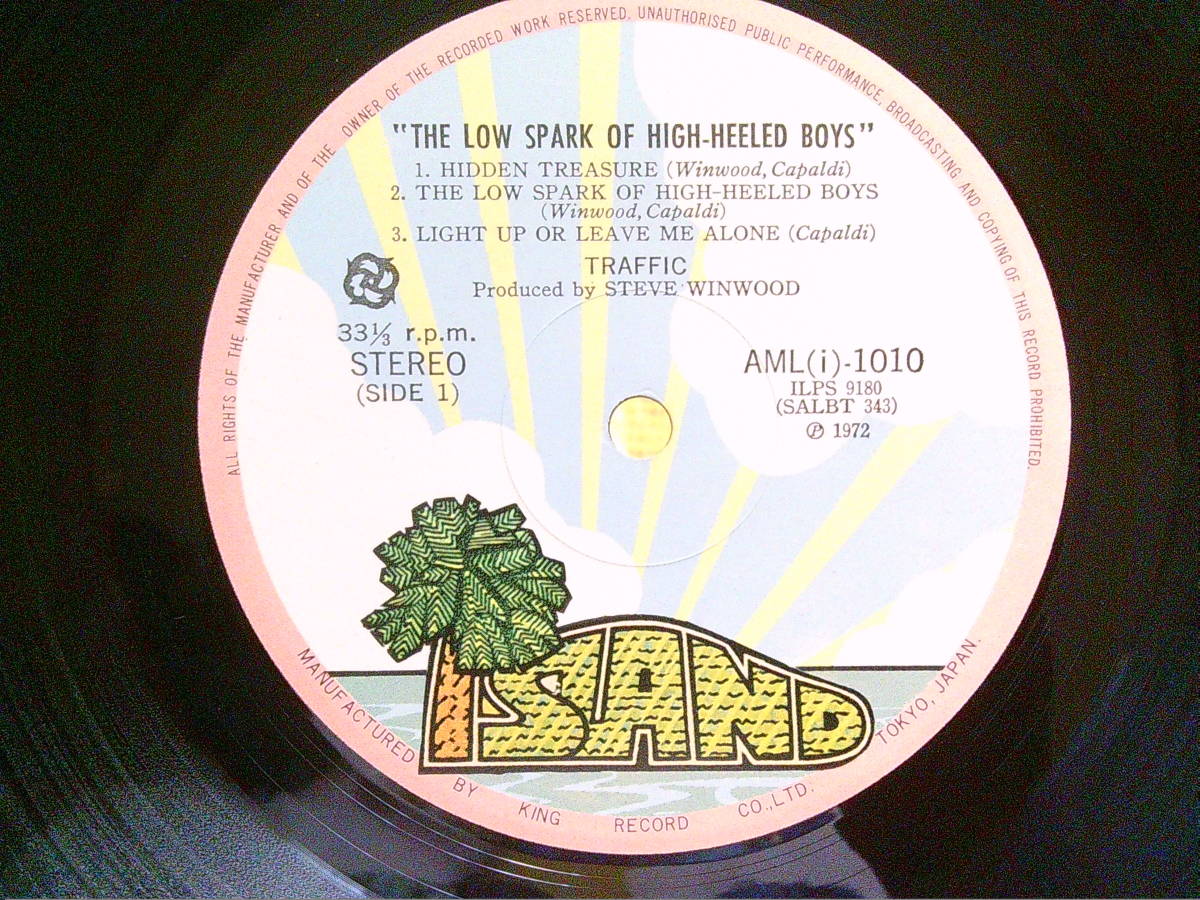 ALL RIGHTS OF THE MANUFACTURER AND OF THE OWNER OF THE RECORDED WORK RESERVED. UNAUTHORISED PUBLIC PERFORMANCE, BROADCASTING AND COPYING OF THIS RECORD PROHIBITED.
"THE LOW SPARK OF HIGH-HEELED BOYS"
1. HIDDEN TREASURE (Winwood, Capaldi)
2. THE LOW SPARK OF HIGH-HEELED BOYS
(Winwood, Capaldi)
3. LIGHT UP OR LEAVE ME ALONE (Capaldi)
TRAFFIC
Produced by STEVE WINWOOD
33⅓ r.p.m.
STEREO
(SIDE 1)
AML(i)-1010
ILPS 9180
(SALBT 343)
℗ 1972
ISLAND
MANUFACTURED BY KING RECORD CO.,LTD. TOKYO, JAPAN.